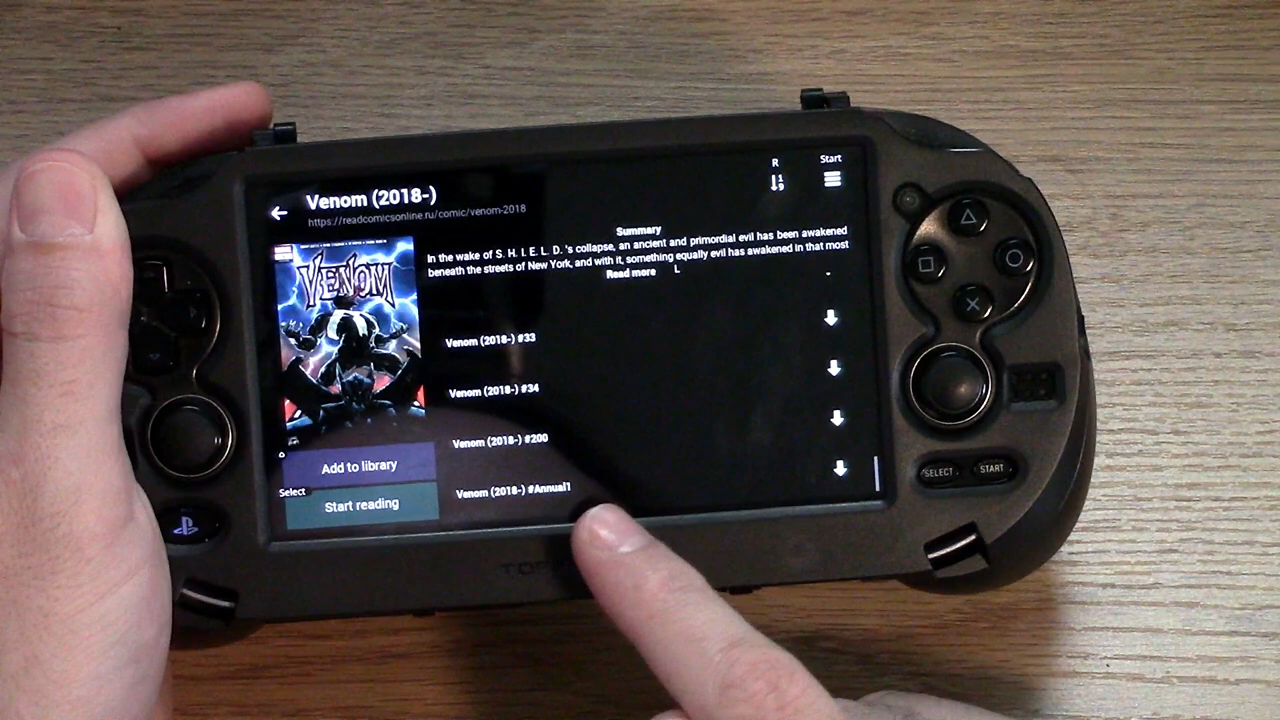 R
Start
Venom (2018-)
https://readcomicsonline.ru/comic/venom-2018
VENOM
Summary
In the wake of S. H. I. E. L. D. 's collapse, an ancient and primordial evil has been awakened
beneath the streets of New York, and with it, something equally evil has awakened in that most
Read more
L
Venom (2018-) #33
Venom (2018-) #34
Venom (2018-) #200
Venom (2018-) #Annual1
Add to library
Select
Start reading
SELECT
START